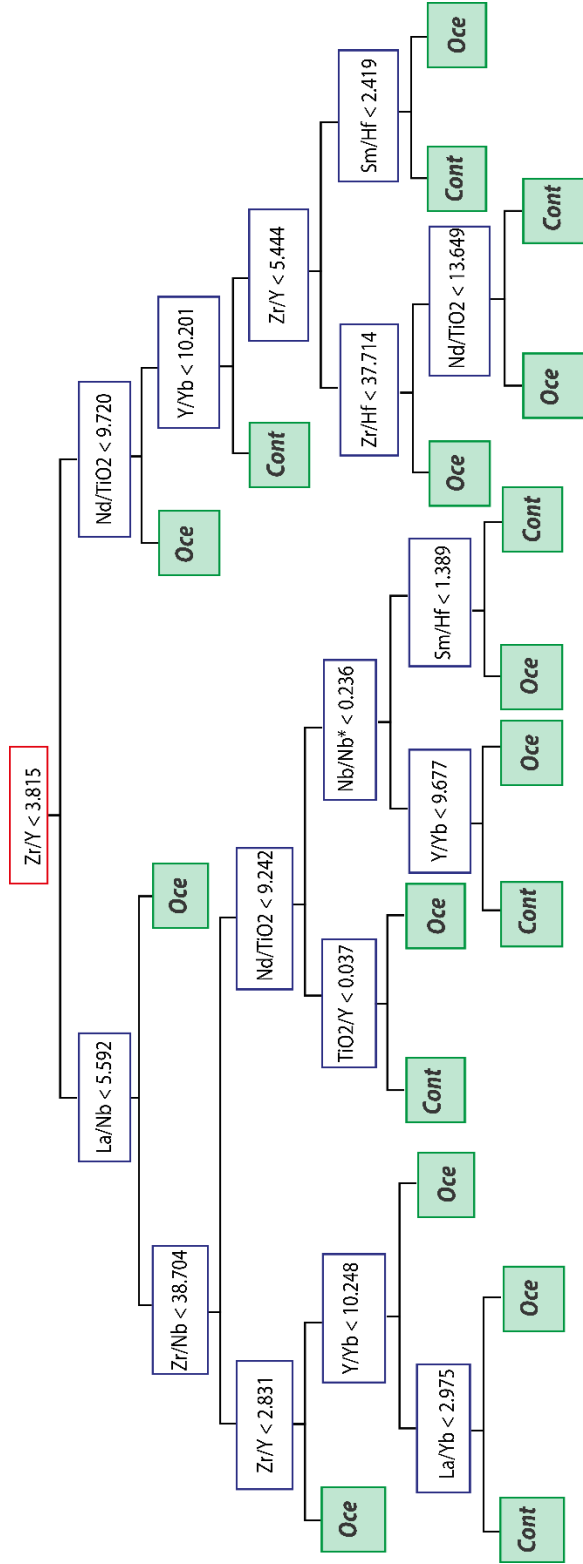 Zr/Y < 3.815
La/Nb < 5.592
Nd/TiO2 < 9.720
Zr/Nb < 38.704
Oce
Oce
Y/Yb < 10.201
Zr/Y < 2.831
Nd/TiO2 < 9.242
Cont
Zr/Y < 5.444
Oce
Y/Yb < 10.248
TiO2/Y < 0.037
Nb/Nb* < 0.236
Zr/Hf < 37.714
Sm/Hf < 2.419
La/Yb < 2.975
Oce
Cont
Oce
Y/Yb < 9.677
Sm/Hf < 1.389
Oce
Nd/TiO2 < 13.649
Cont
Oce
Cont
Oce
Cont
Oce
Oce
Cont
Oce
Cont